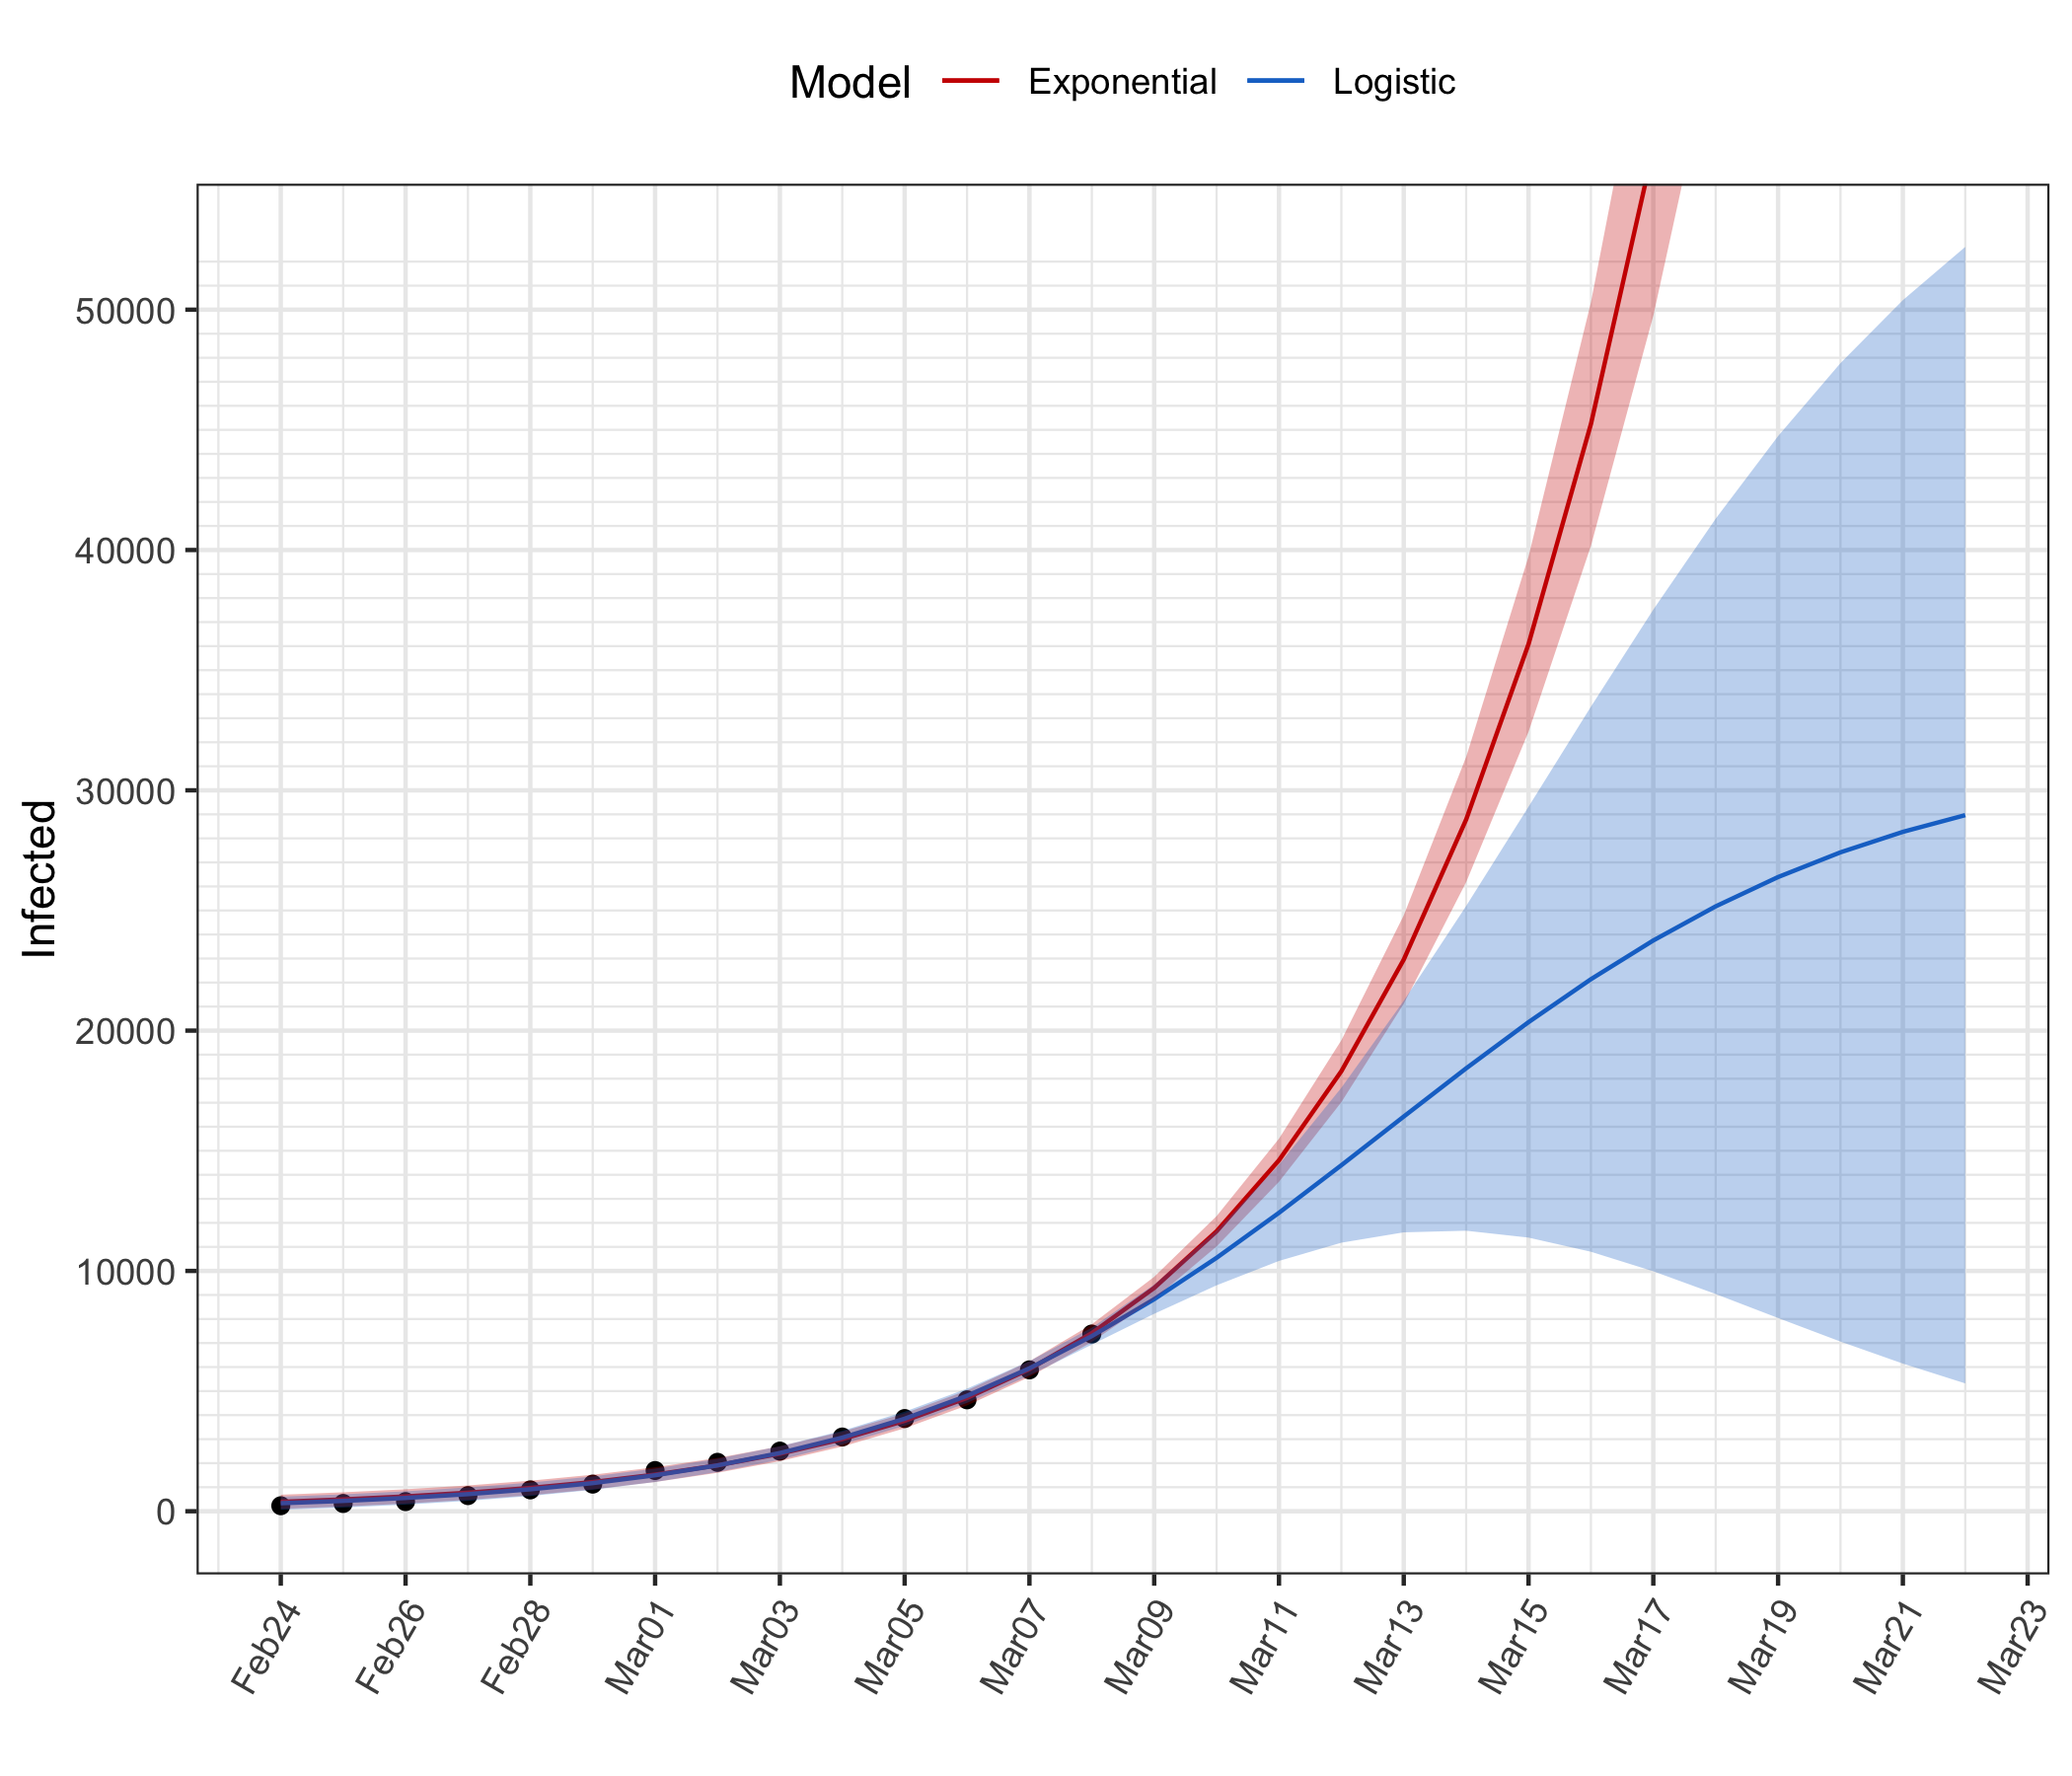 Model Exponential Logistic
50000
40000
30000
20000
10000
0
Infected
Feb24 Feb26 Feb28 Mar01 Mar03 Mar05 Mar07 Mar09 Mar11 Mar13 Mar15 Mar17 Mar19 Mar21 Mar23